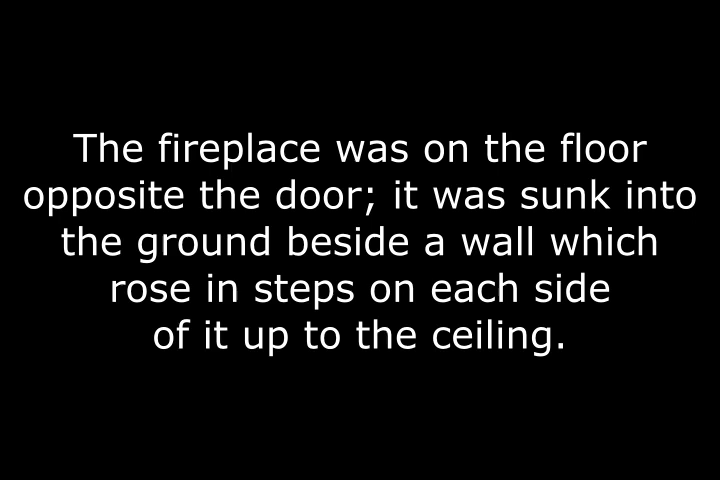 The fireplace was on the floor
opposite the door; it was sunk into
the ground beside a wall which
rose in steps on each side
of it up to the ceiling.